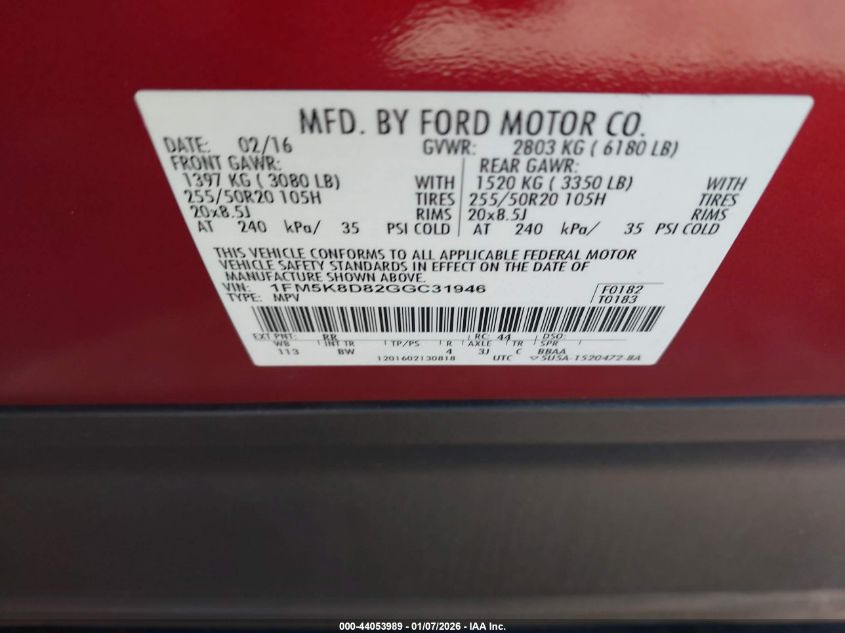 MFD. BY FORD MOTOR CO.
DATE: 02/16 GVWR: 2803 KG ( 6180 LB)
FRONT GAWR: REAR GAWR:
1397 KG ( 3080 LB) WITH 1520 KG ( 3350 LB) WITH
255/50R20 105H TIRES 255/50R20 105H TIRES
20x8.5J RIMS 20x8.5J RIMS
AT 240 kPa/ 35 PSI COLD AT 240 kPa/ 35 PSI COLD
THIS VEHICLE CONFORMS TO ALL APPLICABLE FEDERAL MOTOR
VEHICLE SAFETY STANDARDS IN EFFECT ON THE DATE OF
MANUFACTURE SHOWN ABOVE.
VIN: 1FM5K8D82GGC31946 F0182
TYPE: MPV T0183
EXT PNT: RR RC: 44 DSO:
WB INT TR TP/PS R AXLE TR SPR
113 BW 4 3J C BBAA
1201602130818 UTC 5U5A-1520472-BA
000-44053989 - 01/07/2026 - IAA Inc.